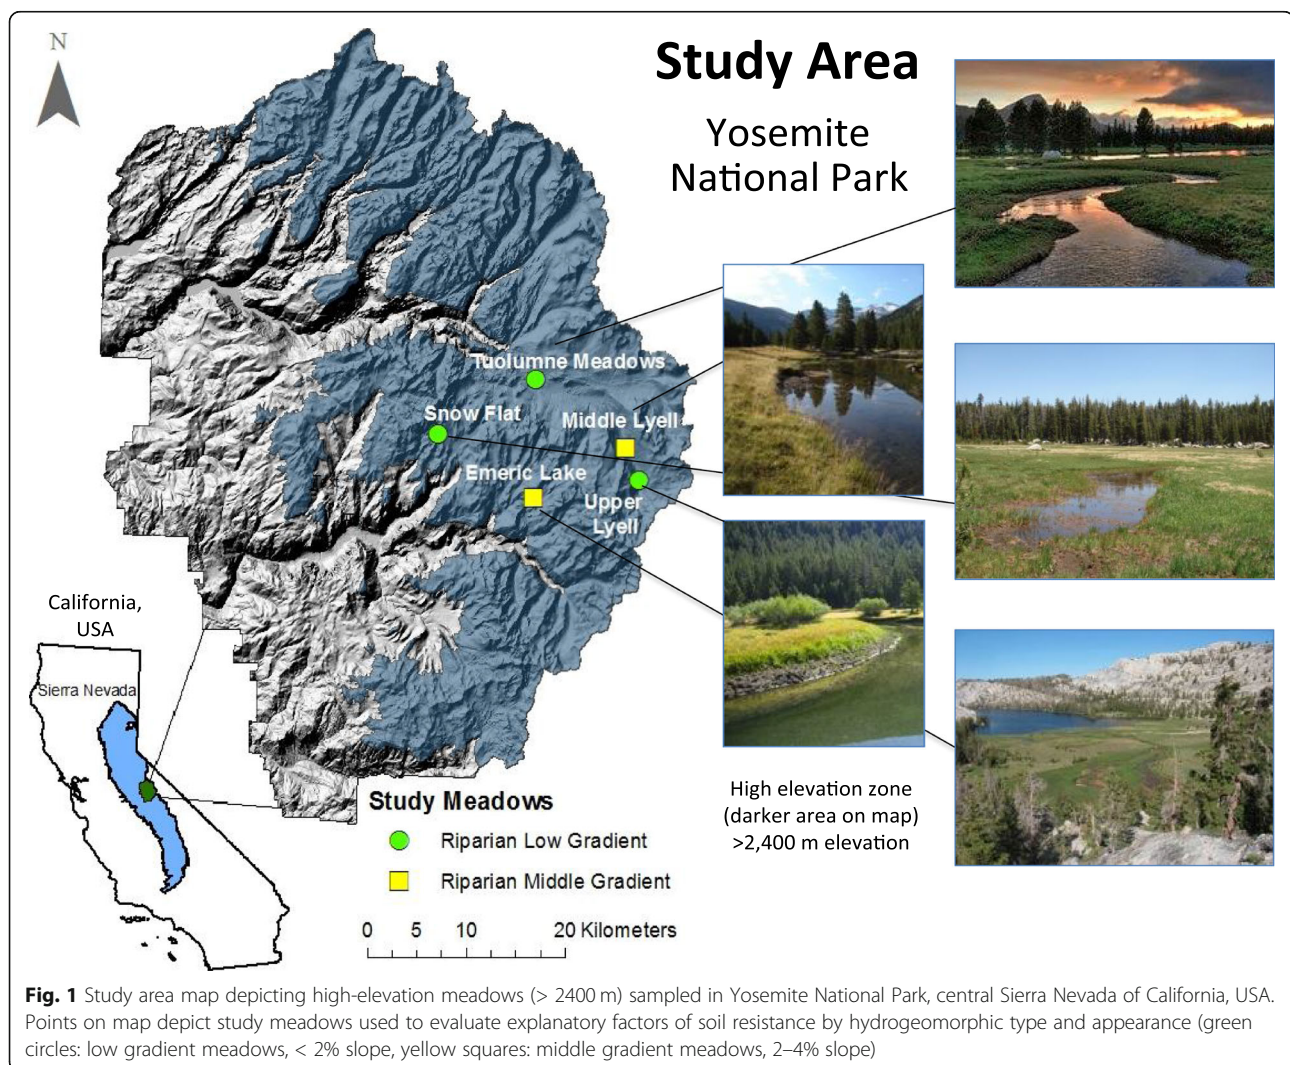 N
Study Area
Yosemite
National Park
Tuolumne Meadows
Snow Flat
Middle Lyell
Emeric Lake
Upper
Lyell
California,
USA
Sierra Nevada
High elevation zone
(darker area on map)
>2,400 m elevation
Study Meadows
Riparian Low Gradient
Riparian Middle Gradient
0 5 10 20 Kilometers
Fig. 1 Study area map depicting high-elevation meadows (> 2400 m) sampled in Yosemite National Park, central Sierra Nevada of California, USA.
Points on map depict study meadows used to evaluate explanatory factors of soil resistance by hydrogeomorphic type and appearance (green
circles: low gradient meadows, < 2% slope, yellow squares: middle gradient meadows, 2–4% slope)